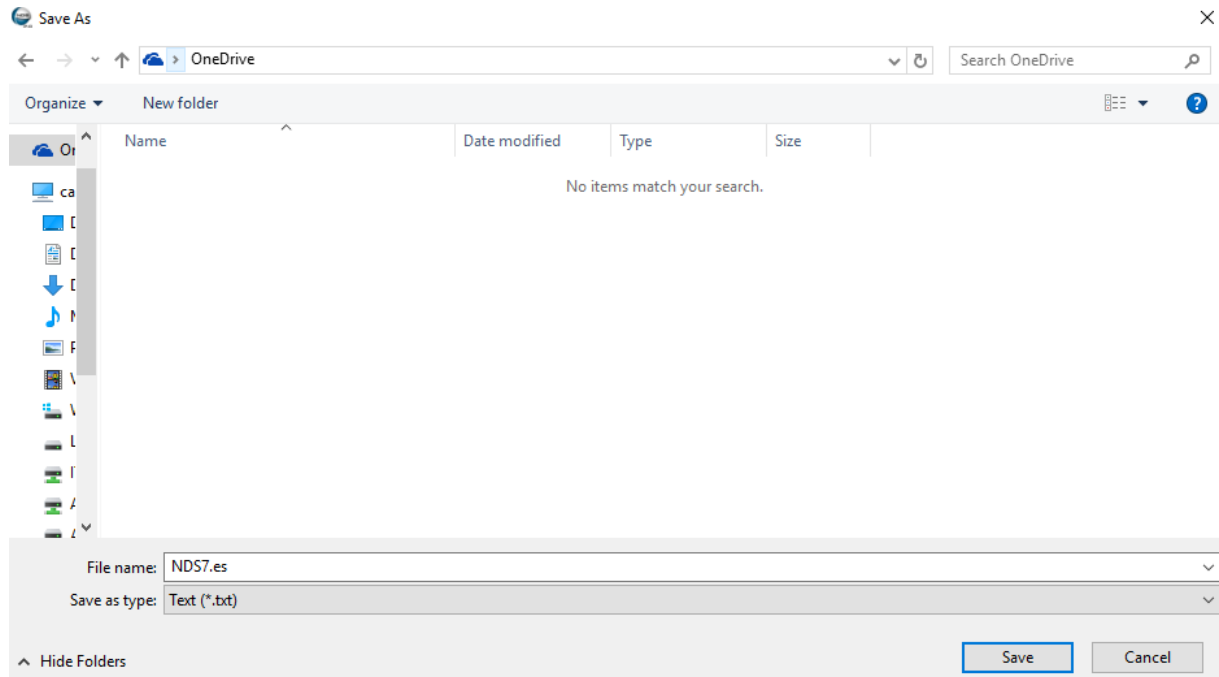 Save As
OneDrive
Search OneDrive
Organize
New folder
Name
Date modified
Type
Size
No items match your search.
File name: NDS7.es
Save as type: Text (*.txt)
Hide Folders
Save
Cancel